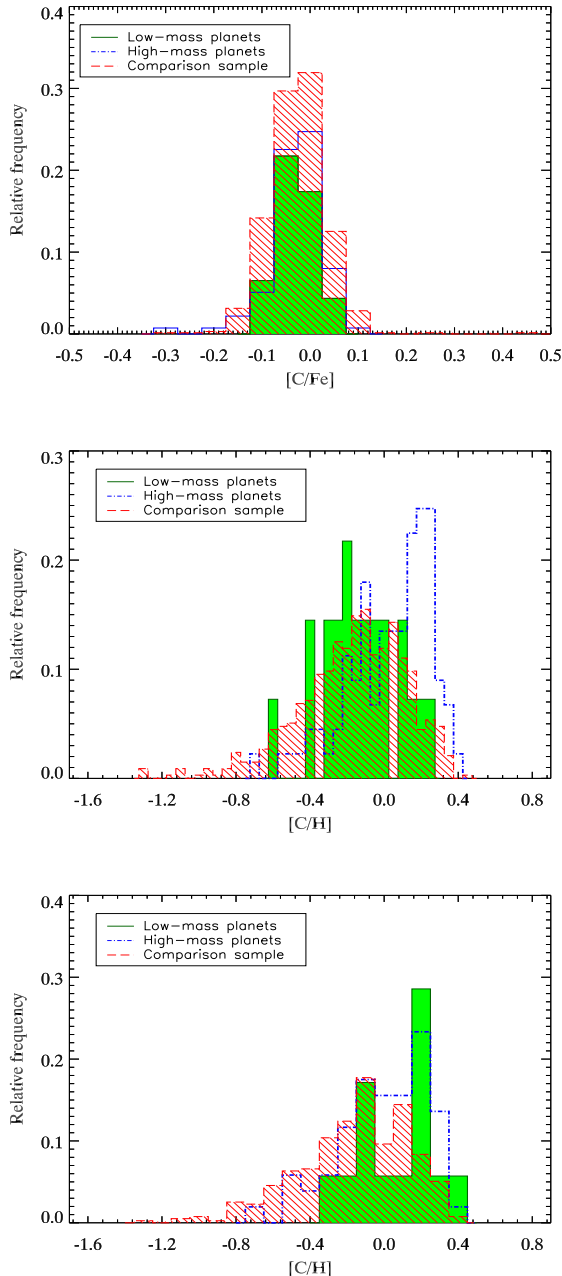 0.4
Low-mass planets
High-mass planets
Comparison sample
0.3
Relative frequency
0.2
0.1
0.0
-0.5 -0.4 -0.3 -0.2 -0.1 0.0 0.1 0.2 0.3 0.4 0.5
[C/Fe]
0.3
Low-mass planets
High-mass planets
Comparison sample
0.2
Relative frequency
0.1
0.0
-1.6 -1.2 -0.8 -0.4 0.0 0.4 0.8
[C/H]
0.4
Low-mass planets
High-mass planets
Comparison sample
0.3
Relative frequency
0.2
0.1
0.0
-1.6 -1.2 -0.8 -0.4 0.0 0.4 0.8
[C/H]